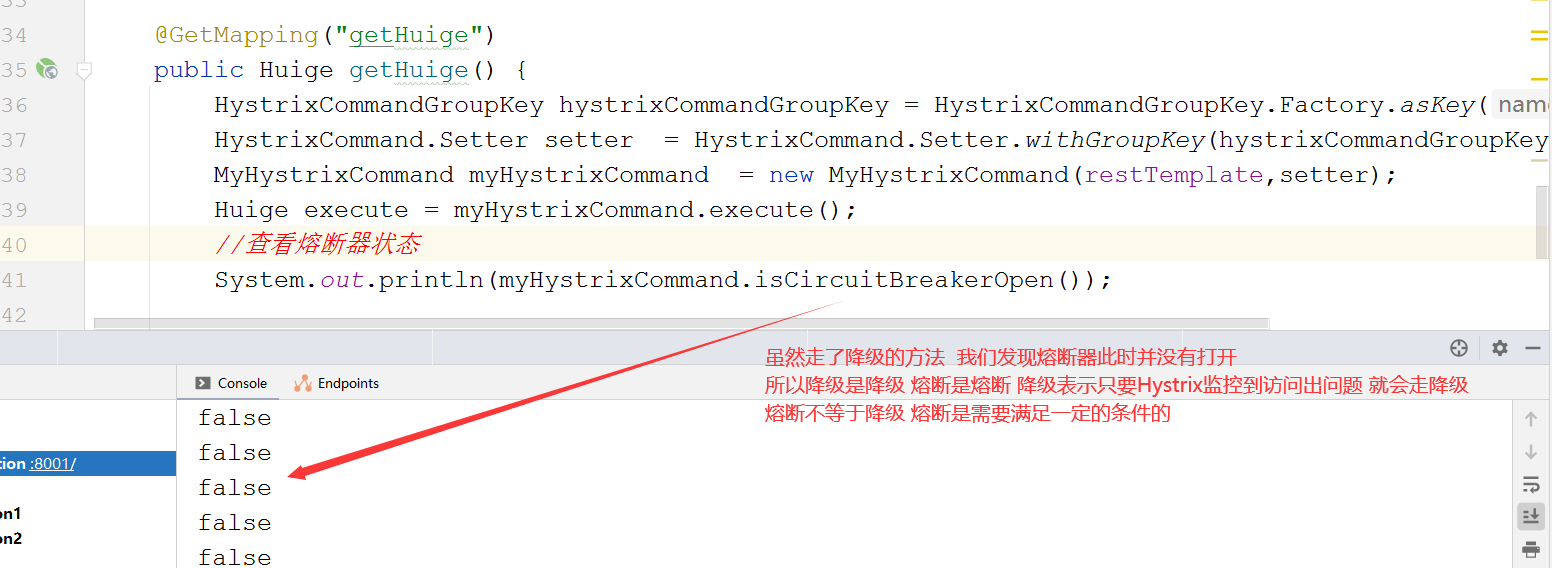 34 @GetMapping("getHuige")
35 public Huige getHuige() {
36 HystrixCommandGroupKey hystrixCommandGroupKey = HystrixCommandGroupKey.Factory.asKey(
37 HystrixCommand.Setter setter = HystrixCommand.Setter.withGroupKey(hystrixCommandGroupKey
38 MyHystrixCommand myHystrixCommand = new MyHystrixCommand(restTemplate,setter);
39 Huige execute = myHystrixCommand.execute();
40 //查看熔断器状态
41 System.out.println(myHystrixCommand.isCircuitBreakerOpen());
42
虽然走了降级的方法 我们发现熔断器此时并没有打开
所以降级是降级 熔断是熔断 降级表示只要Hystrix监控到访问出问题 就会走降级
熔断不等于降级 熔断是需要满足一定的条件的
Console Endpoints
false
false
false
false
false
:8001/